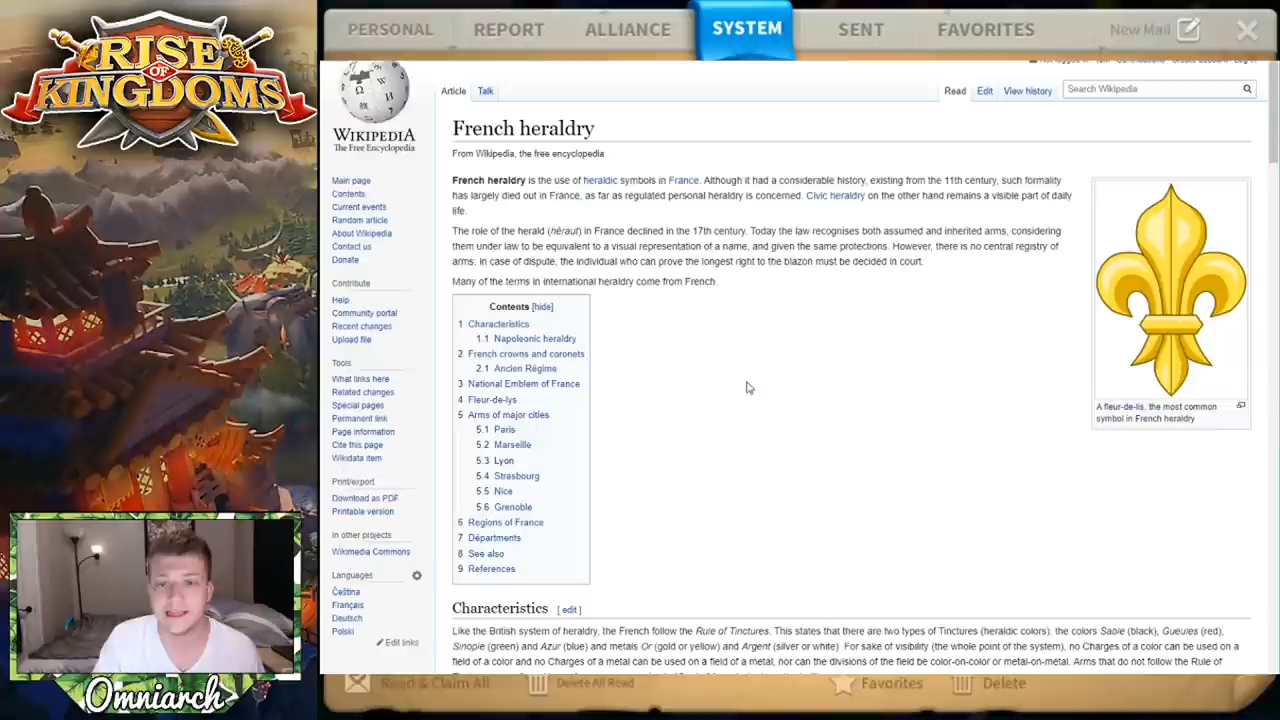 RISE
OF
KINGDOMS
PERSONAL
REPORT
ALLIANCE
SYSTEM
SENT
FAVORITES
New Mail
WIKIPEDIA
The Free Encyclopedia
Main page
Contents
Current events
Random article
About Wikipedia
Contact us
Donate
Contribute
Help
Community portal
Recent changes
Upload file
Tools
What links here
Related changes
Special pages
Permanent link
Page information
Cite this page
Wikidata item
Print/export
Download as PDF
Printable version
In other projects
Wikimedia Commons
Languages
Čeština
Français
Deutsch
Polski
Edit links
Article
Talk
Read
Edit
View history
Search Wikipedia
French heraldry
From Wikipedia, the free encyclopedia
French heraldry is the use of heraldic symbols in France. Although it had a considerable history, existing from the 11th century, such formality
has largely died out in France, as far as regulated personal heraldry is concerned. Civic heraldry on the other hand remains a visible part of daily
life.
The role of the herald (héraut) in France declined in the 17th century. Today the law recognises both assumed and inherited arms, considering
them under law to be equivalent to a visual representation of a name, and given the same protections. However, there is no central registry of
arms; in case of dispute, the individual who can prove the longest right to the blazon must be decided in court.
Many of the terms in international heraldry come from French
Contents [hide]
1 Characteristics
1.1 Napoleonic heraldry
2 French crowns and coronets
2.1 Ancien Régime
3 National Emblem of France
4 Fleur-de-lys
5 Arms of major cities
5.1 Paris
5.2 Marseille
5.3 Lyon
5.4 Strasbourg
5.5 Nice
5.6 Grenoble
6 Regions of France
7 Départments
8 See also
9 References
A fleur-de-lis, the most common
symbol in French heraldry
Characteristics [ edit ]
Like the British system of heraldry, the French follow the Rule of Tinctures. This states that there are two types of Tinctures (heraldic colors), the colors Sable (black), Gueules (red),
Sinople (green) and Azur (blue) and metals Or (gold or yellow) and Argent (silver or white). For sake of visibility (the whole point of the system), no Charges of a color can be used on a
field of a color and no Charges of a metal can be used on a field of a metal, nor can the divisions of the field be color-on-color or metal-on-metal. Arms that do not follow the Rule of
Read & Claim All
Delete All Read
Favorites
Delete
Omniarch